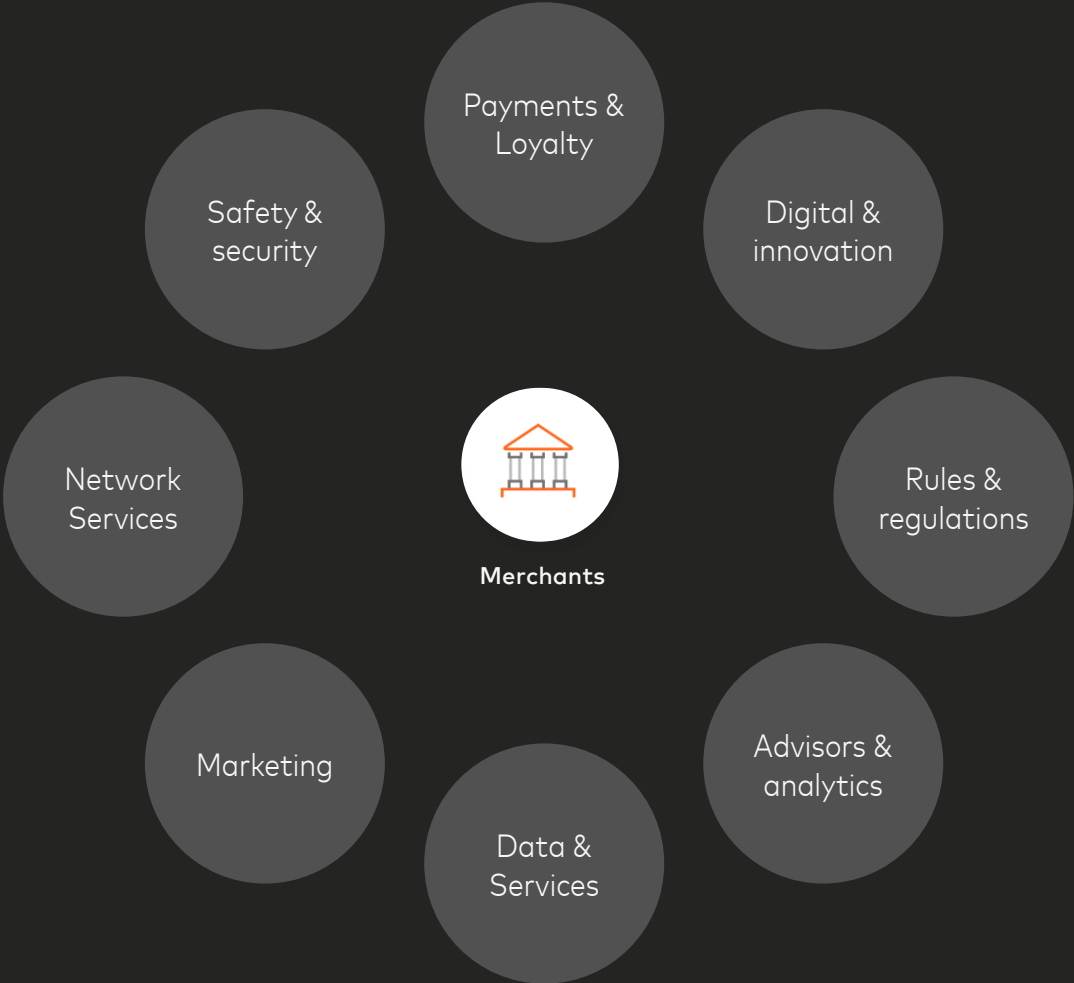 Payments &
Loyalty
Safety &
security
Digital &
innovation
Network
Services
Rules &
regulations
Merchants
Marketing
Advisors &
analytics
Data &
Services